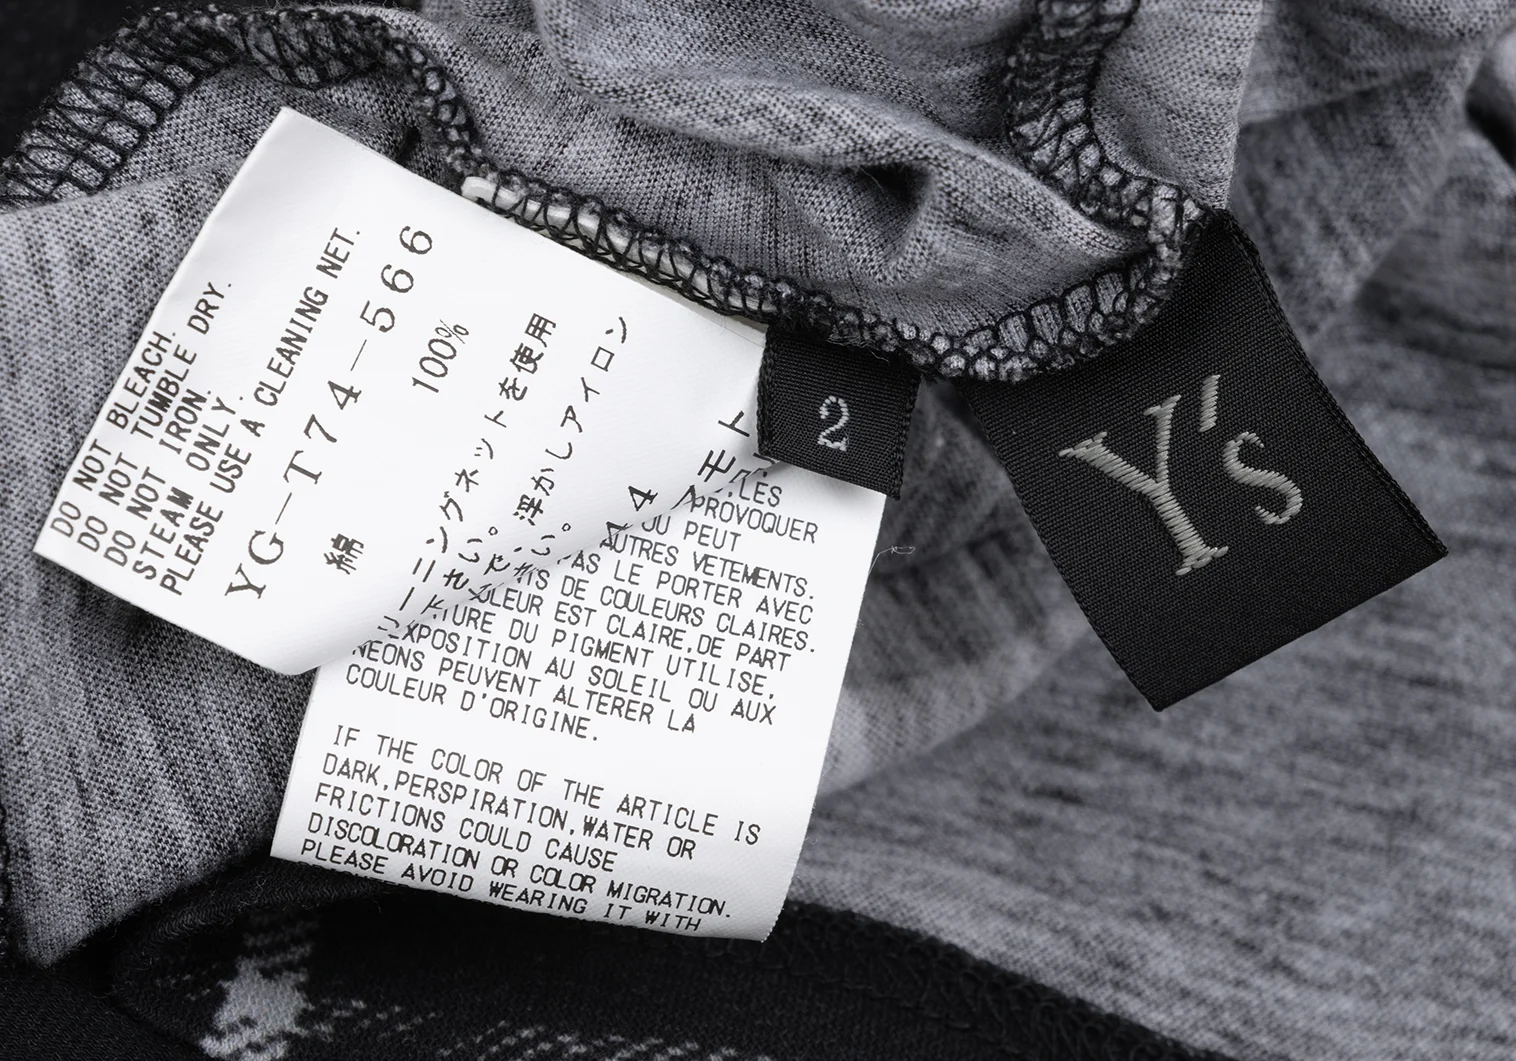 DO NOT BLEACH.
DO NOT TUMBLE DRY.
DO NOT IRON.
STEAM ONLY.
PLEASE USE A CLEANING NET.
YG-T74-566
綿 100%
ニングネットを使用
さい。浮かしアイロン
2
Y's
,LES
PROVOQUER
OU PEUT
AUTRES VETEMENTS.
PAS LE PORTER AVEC
DE COULEURS CLAIRES.
COULEUR EST CLAIRE,DE PART
DU PIGMENT UTILISE,
EXPOSITION AU SOLEIL OU AUX
NEONS PEUVENT ALTERER LA
COULEUR D'ORIGINE.
IF THE COLOR OF THE ARTICLE IS
DARK,PERSPIRATION,WATER OR
FRICTIONS COULD CAUSE
DISCOLORATION OR COLOR MIGRATION.
PLEASE AVOID WEARING IT WITH